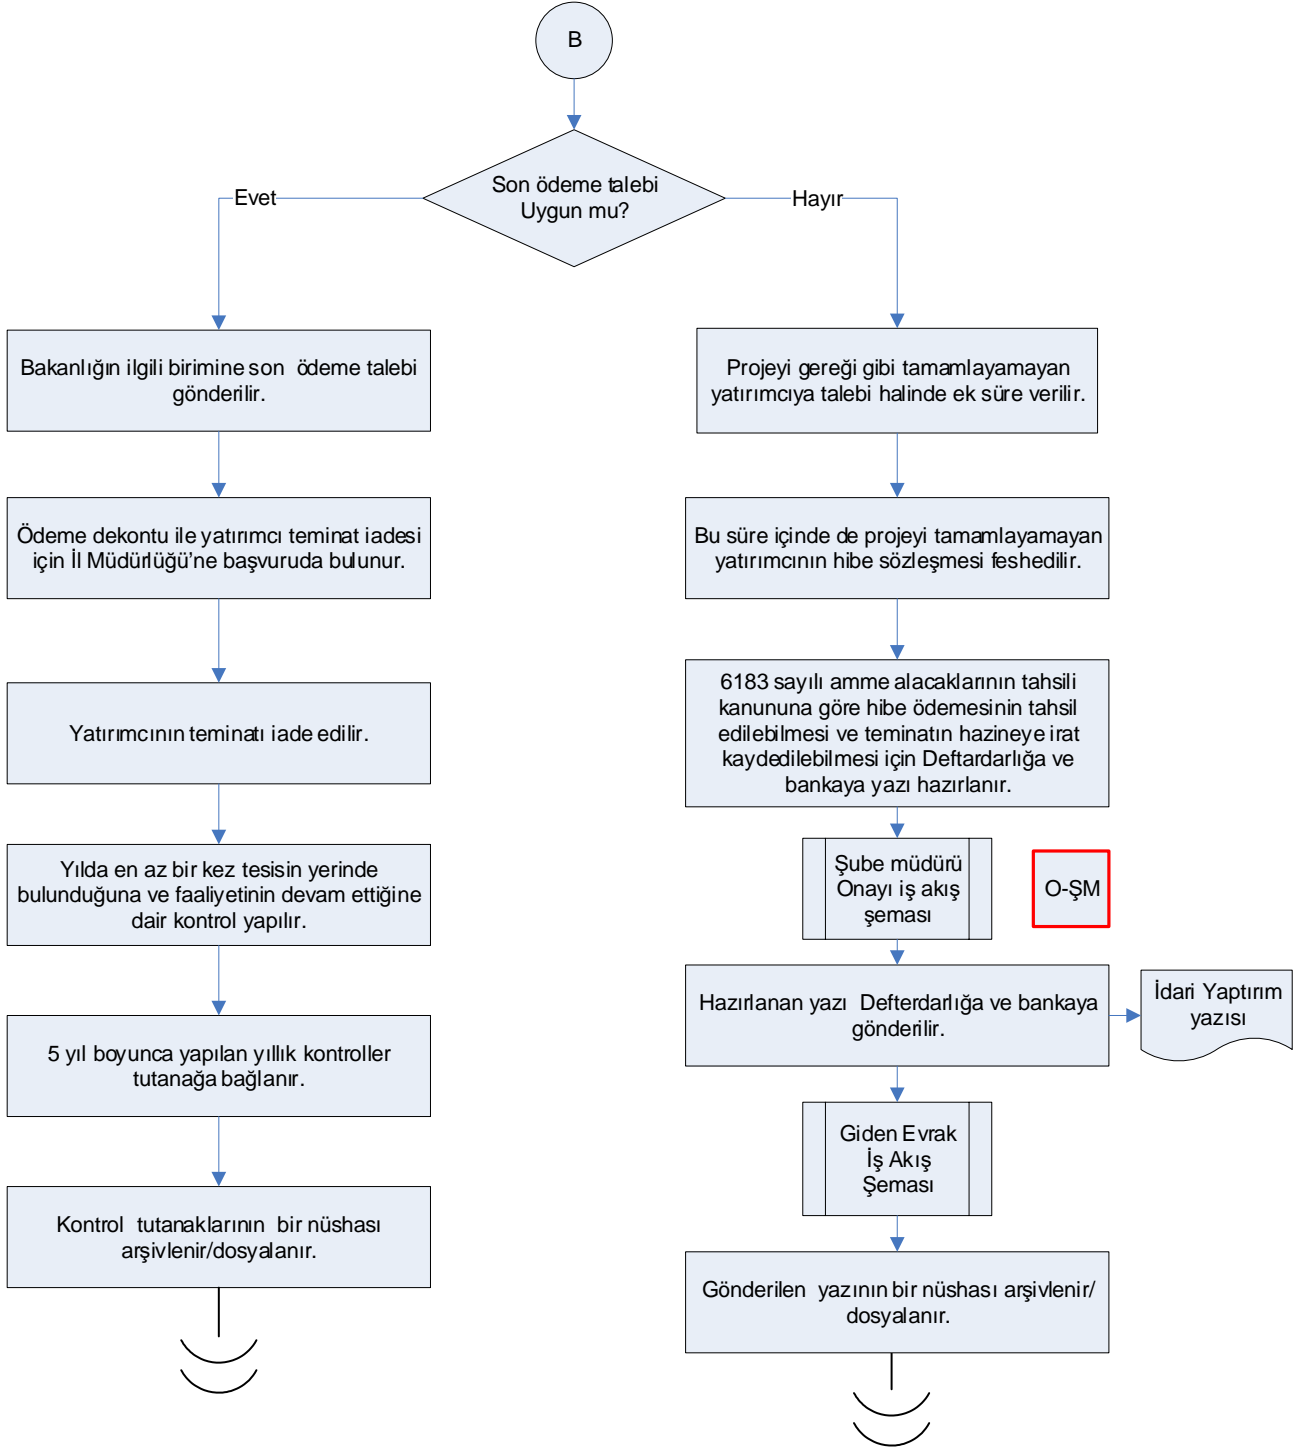 B
Son ödeme talebi
Uygun mu?
Evet
Hayır
Bakanlığın ilgili birimine son ödeme talebi
gönderilir.
Ödeme dekontu ile yatırımcı teminat iadesi
için İl Müdürlüğü’ne başvuruda bulunur.
Yatırımcının teminatı iade edilir.
Yılda en az bir kez tesisin yerinde
bulunduğuna ve faaliyetinin devam ettiğine
dair kontrol yapılır.
5 yıl boyunca yapılan yıllık kontroller
tutanağa bağlanır.
Kontrol tutanaklarının bir nüshası
arşivlenir/dosyalanır.
Projeyi gereği gibi tamamlayamayan
yatırımcıya talebi halinde ek süre verilir.
Bu süre içinde de projeyi tamamlayamayan
yatırımcının hibe sözleşmesi feshedilir.
6183 sayılı amme alacaklarının tahsili
kanununa göre hibe ödemesinin tahsil
edilebilmesi ve teminatın hazineye irat
kaydedilebilmesi için Deftardarlığa ve
bankaya yazı hazırlanır.
Şube müdürü
Onayı iş akış
şeması
O-ŞM
Hazırlanan yazı Defterdarlığa ve bankaya
gönderilir.
İdari Yaptırım
yazısı
Giden Evrak
İş Akış
Şeması
Gönderilen yazının bir nüshası arşivlenir/
dosyalanır.